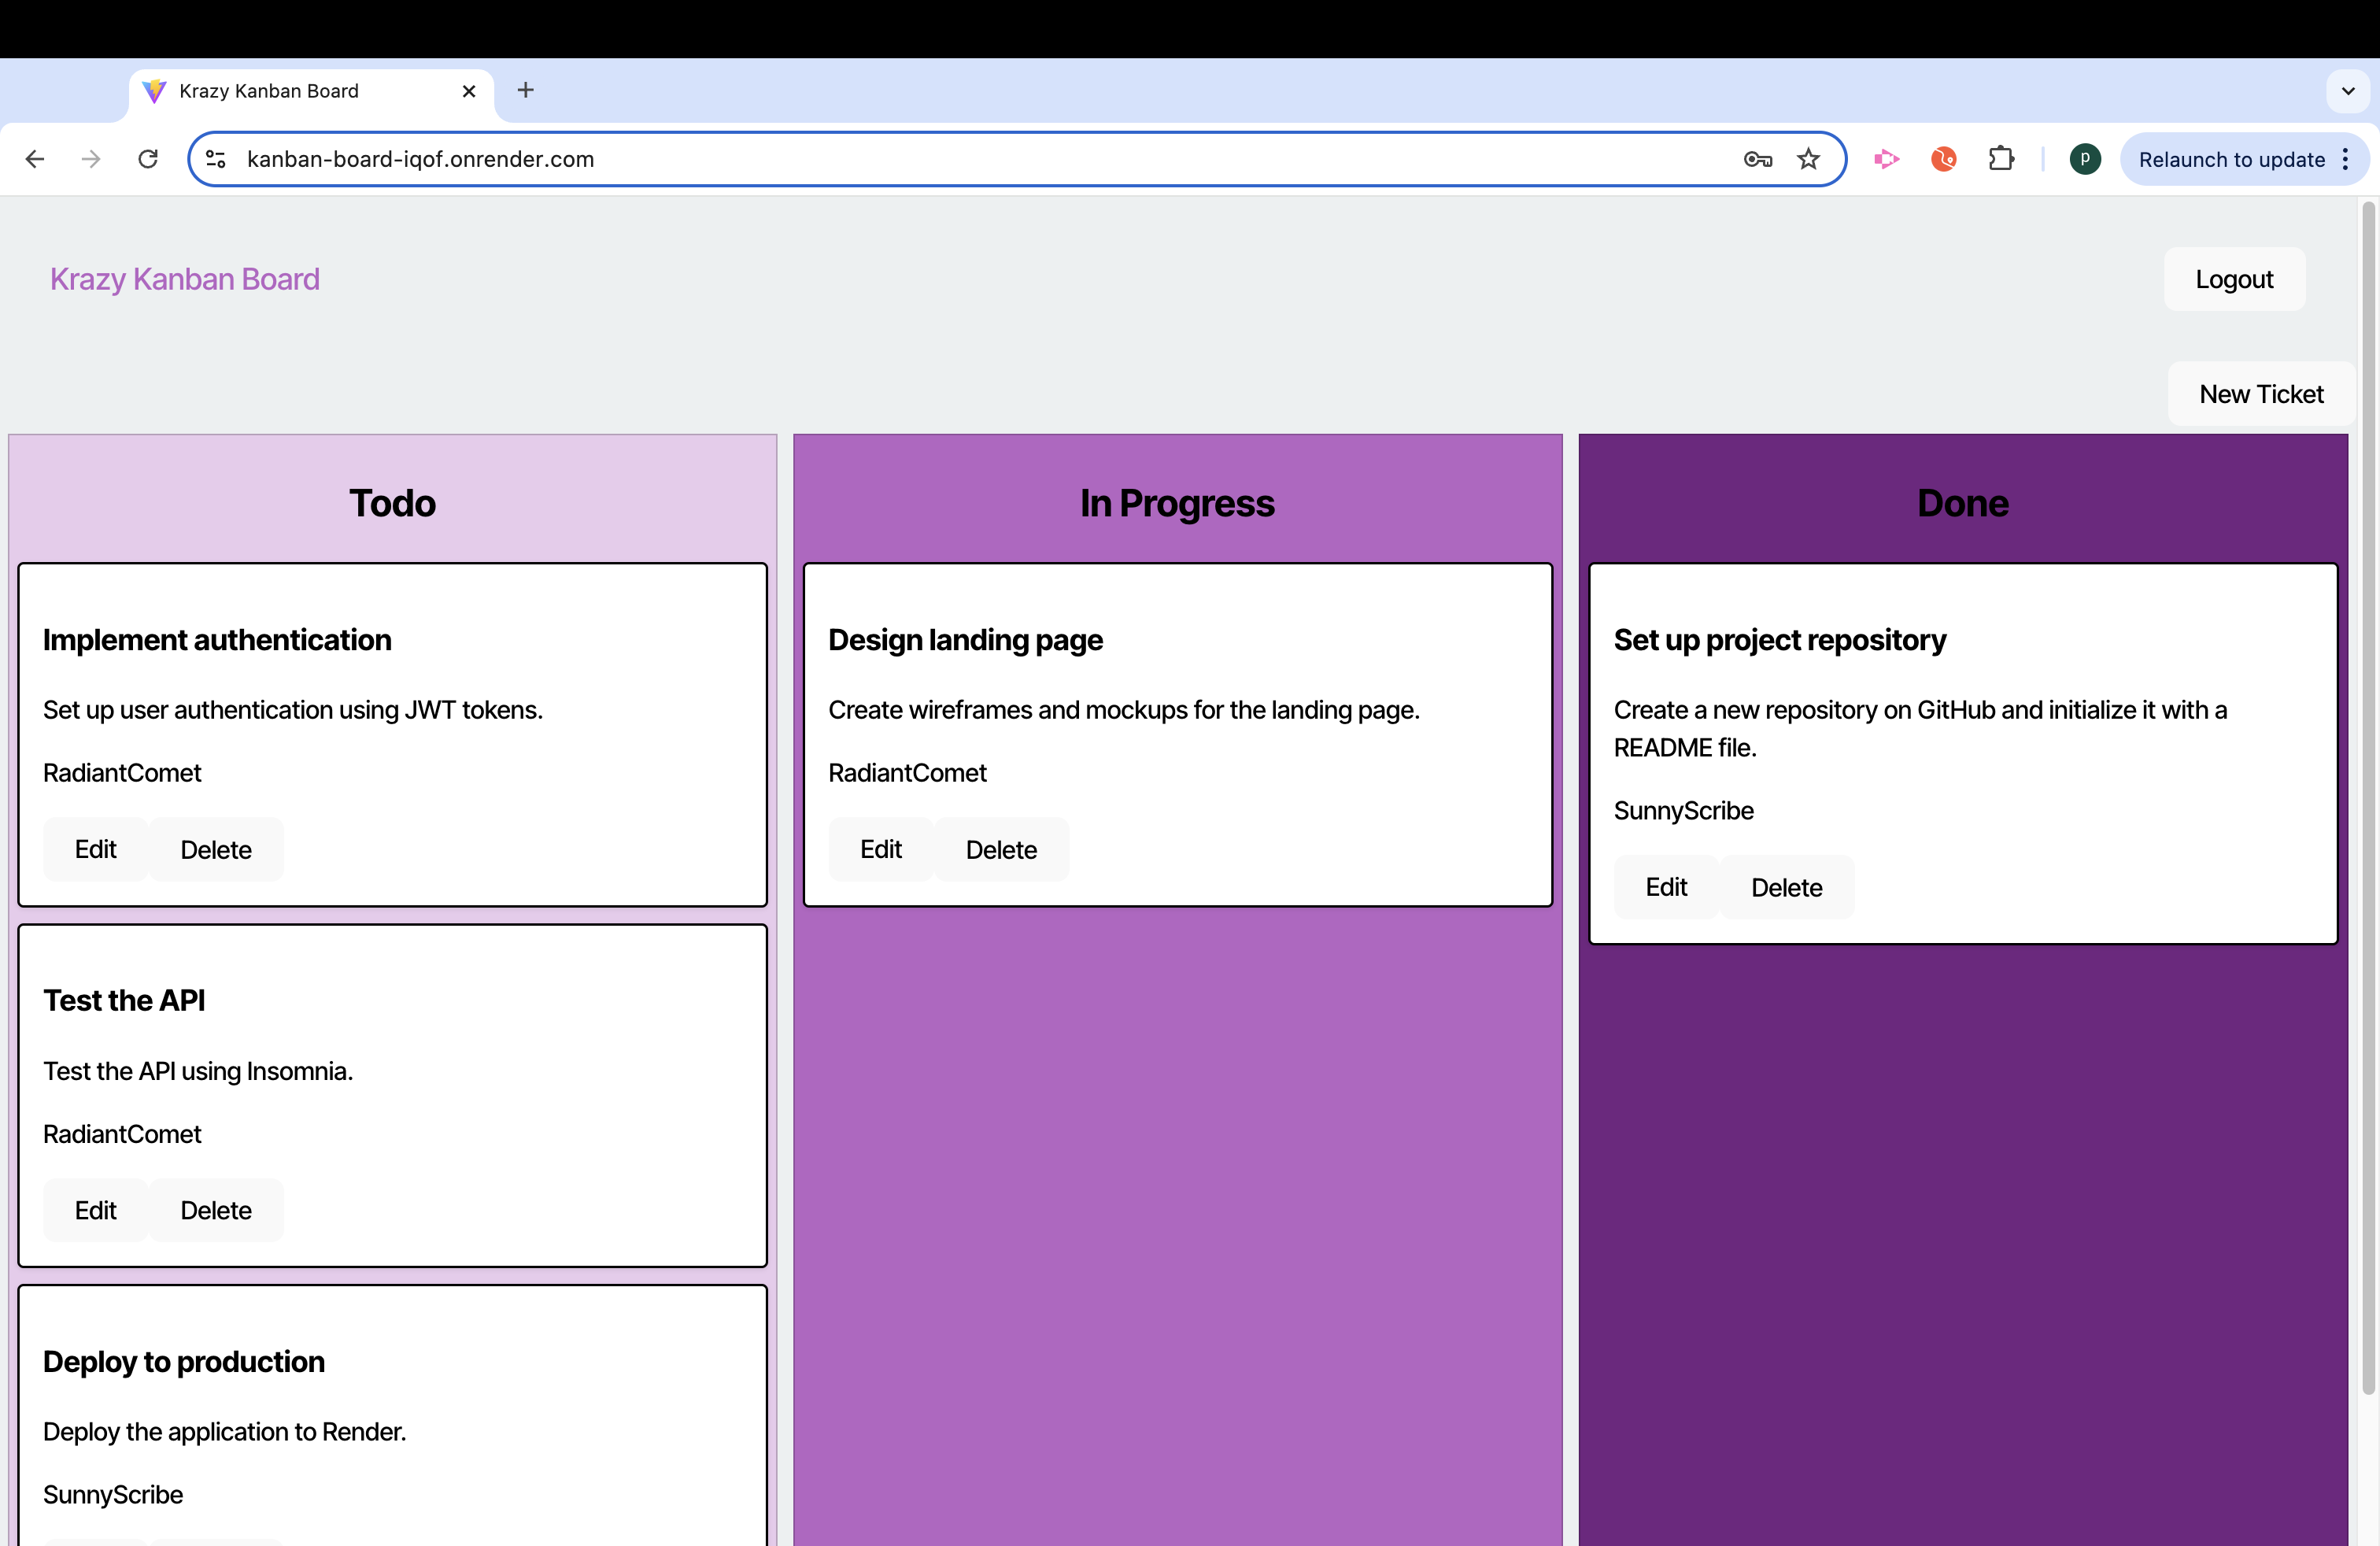 Krazy Kanban Board
kanban-board-iqof.onrender.com
p
Relaunch to update
Krazy Kanban Board
Logout
New Ticket
Todo
Implement authentication
Set up user authentication using JWT tokens.
RadiantComet
Edit
Delete
Test the API
Test the API using Insomnia.
RadiantComet
Edit
Delete
Deploy to production
Deploy the application to Render.
SunnyScribe
In Progress
Design landing page
Create wireframes and mockups for the landing page.
RadiantComet
Edit
Delete
Done
Set up project repository
Create a new repository on GitHub and initialize it with a
README file.
SunnyScribe
Edit
Delete